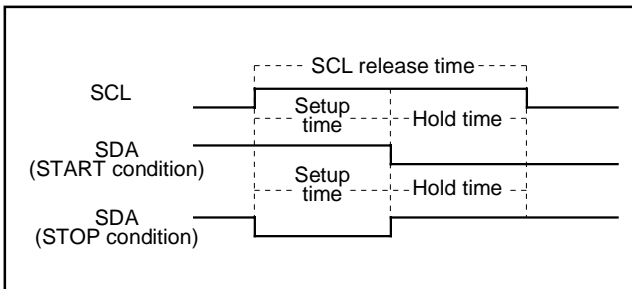 SCL release time
SCL
Setup
time
Hold time
SDA
(START condition)
Setup
time
Hold time
SDA
(STOP condition)